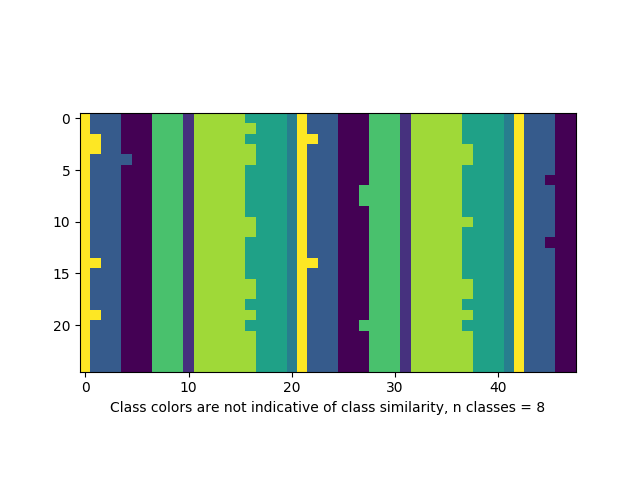 0
5
10
15
20
0 10 20 30 40
Class colors are not indicative of class similarity, n classes = 8